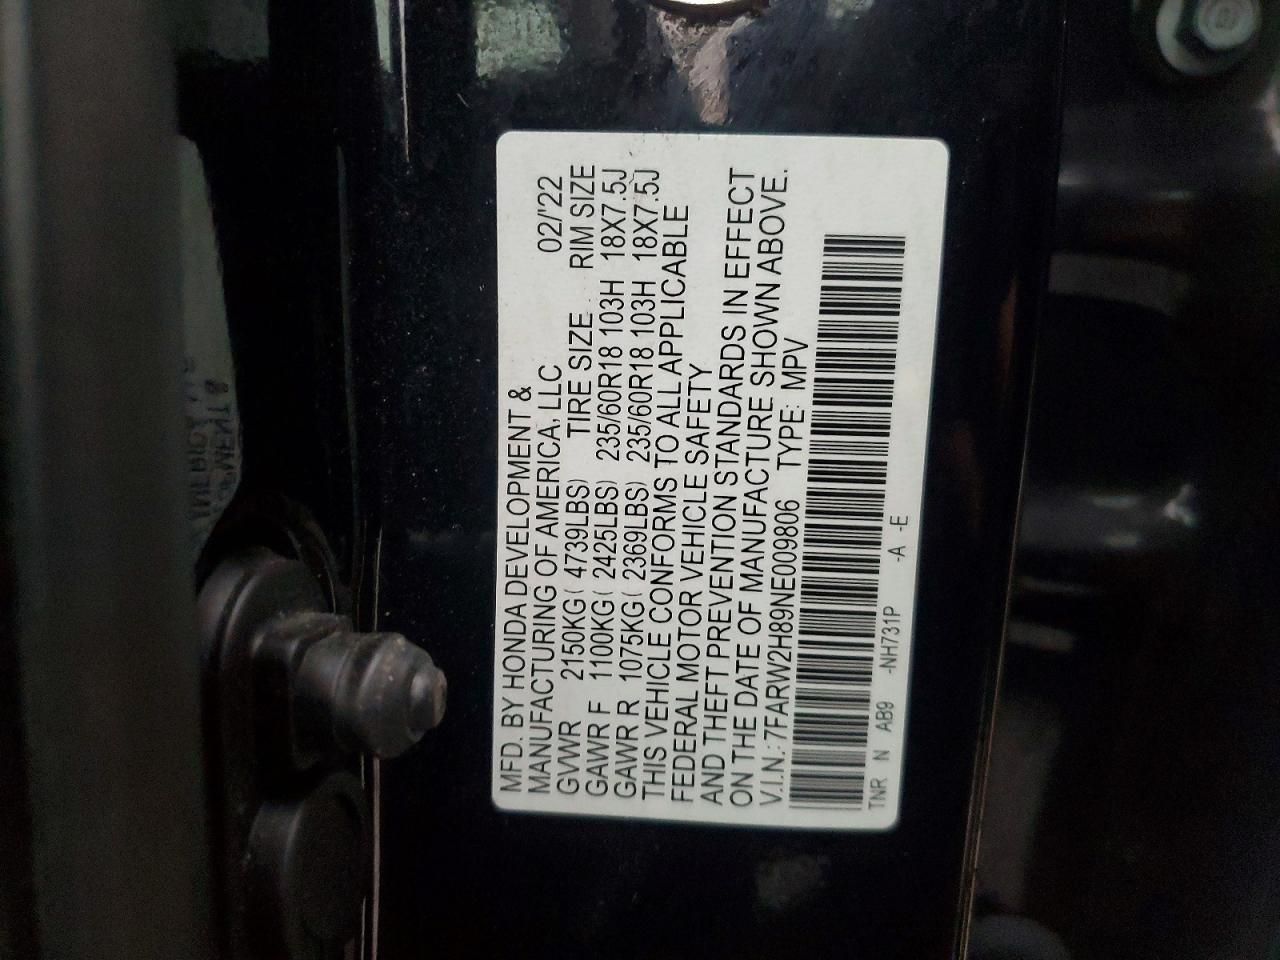 MFD. BY HONDA DEVELOPMENT &
MANUFACTURING OF AMERICA, LLC 02/'22
GVWR 2150KG( 4739LBS) TIRE SIZE RIM SIZE
GAWR F 1100KG( 2425LBS) 235/60R18 103H 18X7.5J
GAWR R 1075KG( 2369LBS) 235/60R18 103H 18X7.5J
THIS VEHICLE CONFORMS TO ALL APPLICABLE
FEDERAL MOTOR VEHICLE SAFETY
AND THEFT PREVENTION STANDARDS IN EFFECT
ON THE DATE OF MANUFACTURE SHOWN ABOVE.
V.I.N.: 7FARW2H89NE009806 TYPE: MPV
TNR N AB9 -NH731P -A -E